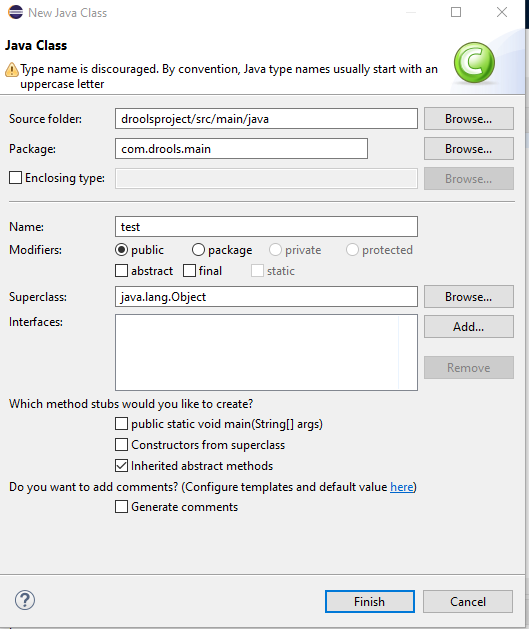 New Java Class
Java Class
Type name is discouraged. By convention, Java type names usually start with an
uppercase letter
Source folder: droolsproject/src/main/java Browse...
Package: com.drools.main Browse...
Enclosing type: Browse...
Name: test
Modifiers: public package private protected
abstract final static
Superclass: java.lang.Object Browse...
Interfaces: Add...
Remove
Which method stubs would you like to create?
public static void main(String[] args)
Constructors from superclass
Inherited abstract methods
Do you want to add comments? (Configure templates and default value here)
Generate comments
? Finish Cancel